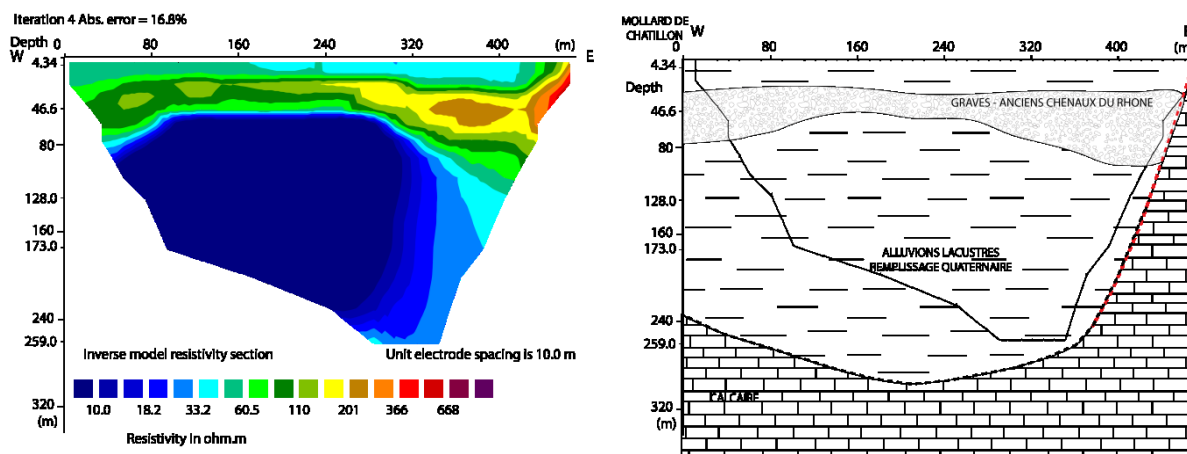 Iteration 4 Abs. error = 16.8%
Depth 0 80 160 240 320 400 (m)
W E
4.34
46.6
80
128.0
160
173.0
240
259.0
320
(m)
Inverse model resistivity section Unit electrode spacing is 10.0 m
10.0 18.2 33.2 60.5 110 201 366 668
Resistivity in ohm.m
MOLLARD DE
CHATILLON
W E
0 80 160 240 320 400 (m)
4.34
Depth
46.6
80
128.0
160
173.0
240
259.0
320
(m)
GRAVES - ANCIENS CHENAUX DU RHONE
ALLUVIONS LACUSTRES
REMPLISSAGE QUATERNAIRE
CALCAIRE